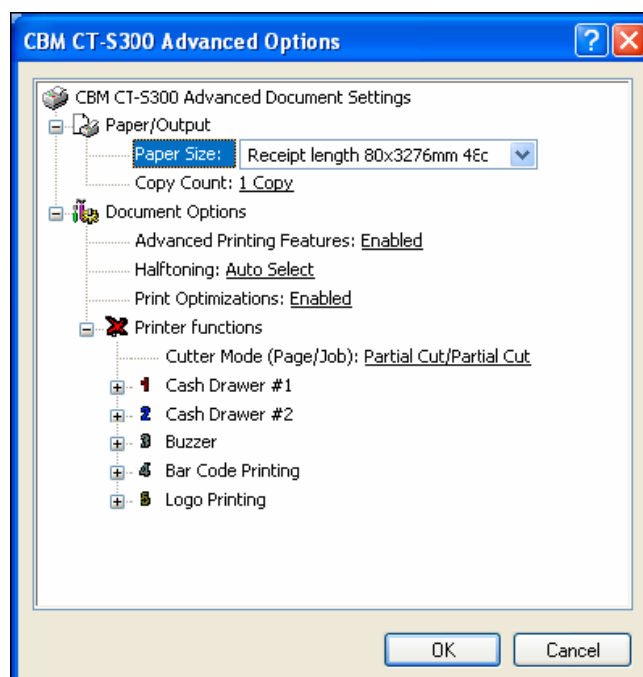 CBM CT-S300 Advanced Options
CBM CT-S300 Advanced Document Settings
Paper/Output
Paper Size: Receipt length 80x3276mm 48c
Copy Count: 1 Copy
Document Options
Advanced Printing Features: Enabled
Halftoning: Auto Select
Print Optimizations: Enabled
Printer functions
Cutter Mode (Page/Job): Partial Cut/Partial Cut
1 Cash Drawer #1
2 Cash Drawer #2
3 Buzzer
4 Bar Code Printing
5 Logo Printing
OK Cancel